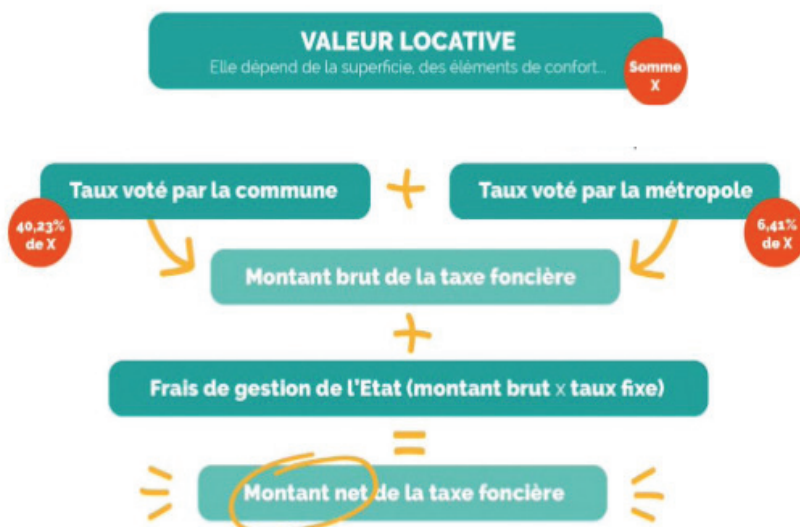 VALEUR LOCATIVE
Elle dépend de la superficie, des éléments de confort...
Somme
X
Taux voté par la commune
+
Taux voté par la métropole
40,23%
de X
6,41%
de X
Montant brut de la taxe foncière
+
Frais de gestion de l'Etat (montant brut x taux fixe)
=
Montant net de la taxe foncière